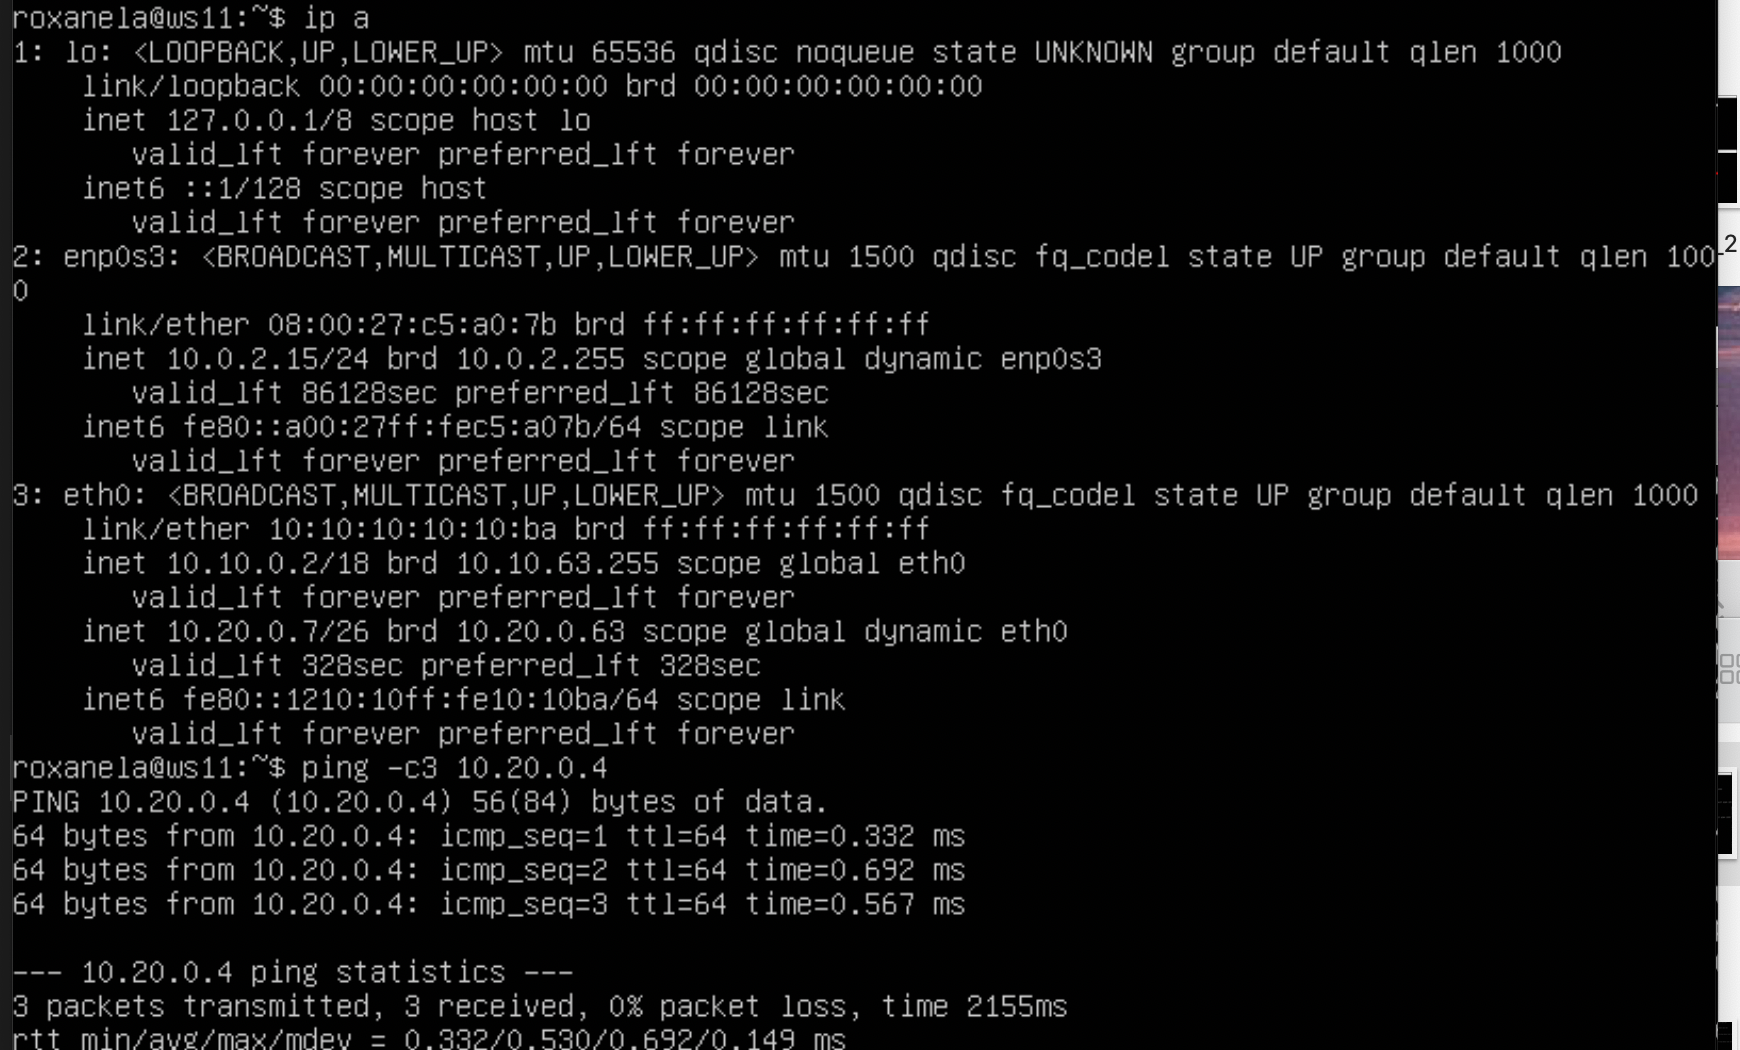 roxanela@ws11:~$ ip a
1: lo: <LOOPBACK,UP,LOWER_UP> mtu 65536 qdisc noqueue state UNKNOWN group default qlen 1000
    link/loopback 00:00:00:00:00:00 brd 00:00:00:00:00:00
    inet 127.0.0.1/8 scope host lo
       valid_lft forever preferred_lft forever
    inet6 ::1/128 scope host
       valid_lft forever preferred_lft forever
2: enp0s3: <BROADCAST,MULTICAST,UP,LOWER_UP> mtu 1500 qdisc fq_codel state UP group default qlen 100
0
    link/ether 08:00:27:c5:a0:7b brd ff:ff:ff:ff:ff:ff
    inet 10.0.2.15/24 brd 10.0.2.255 scope global dynamic enp0s3
       valid_lft 86128sec preferred_lft 86128sec
    inet6 fe80::a00:27ff:fec5:a07b/64 scope link
       valid_lft forever preferred_lft forever
3: eth0: <BROADCAST,MULTICAST,UP,LOWER_UP> mtu 1500 qdisc fq_codel state UP group default qlen 1000
    link/ether 10:10:10:10:10:ba brd ff:ff:ff:ff:ff:ff
    inet 10.10.0.2/18 brd 10.10.63.255 scope global eth0
       valid_lft forever preferred_lft forever
    inet 10.20.0.7/26 brd 10.20.0.63 scope global dynamic eth0
       valid_lft 328sec preferred_lft 328sec
    inet6 fe80::1210:10ff:fe10:10ba/64 scope link
       valid_lft forever preferred_lft forever
roxanela@ws11:~$ ping -c3 10.20.0.4
PING 10.20.0.4 (10.20.0.4) 56(84) bytes of data.
64 bytes from 10.20.0.4: icmp_seq=1 ttl=64 time=0.332 ms
64 bytes from 10.20.0.4: icmp_seq=2 ttl=64 time=0.692 ms
64 bytes from 10.20.0.4: icmp_seq=3 ttl=64 time=0.567 ms

--- 10.20.0.4 ping statistics ---
3 packets transmitted, 3 received, 0% packet loss, time 2155ms
rtt min/avg/max/mdev = 0.332/0.530/0.692/0.149 ms
_2